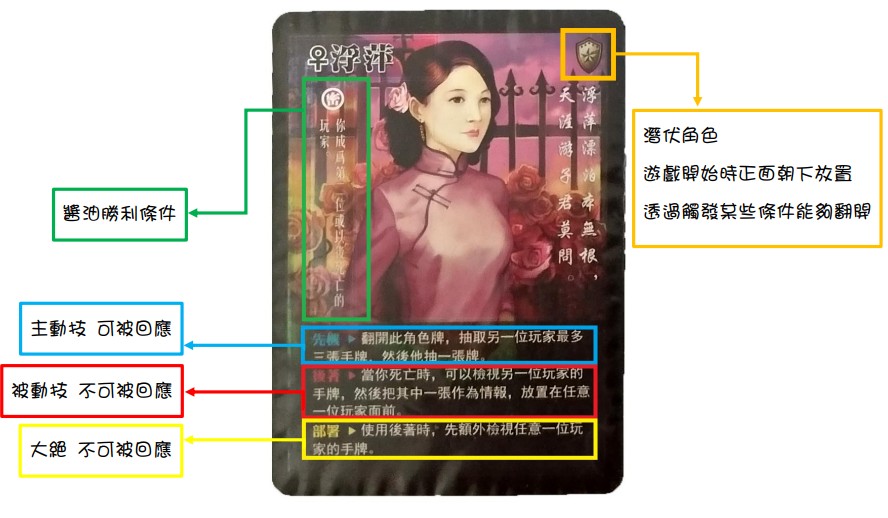 ♀浮萍
你成爲第二位或以後死亡的
玩家。
浮萍漂泊本無根，
天涯游子君莫問。
潛伏角色
遊戲開始時正面朝下放置
透過觸發某些條件能夠翻開
醬油勝利條件
主動技 可被回應
先機 ▶ 翻開此角色牌，抽取另一位玩家最多
三張手牌，然後他抽一張牌。
被動技 不可被回應
後著 ▶ 當你死亡時，可以檢視另一位玩家的
手牌，然後把其中一張作為情報，放置在任意
一位玩家面前。
大絕 不可被回應
部署 ▶ 使用後著時，先額外檢視任意一位玩
家的手牌。